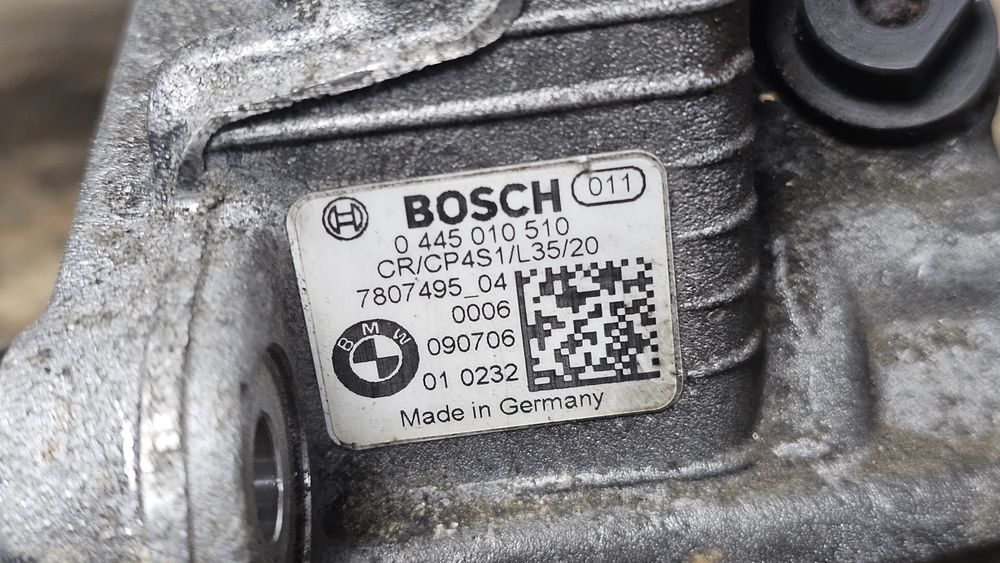 BOSCH 011
0 445 010 510
CR/CP4S1/L35/20
7807495_04
0006
BMW
090706
01 0232
Made in Germany